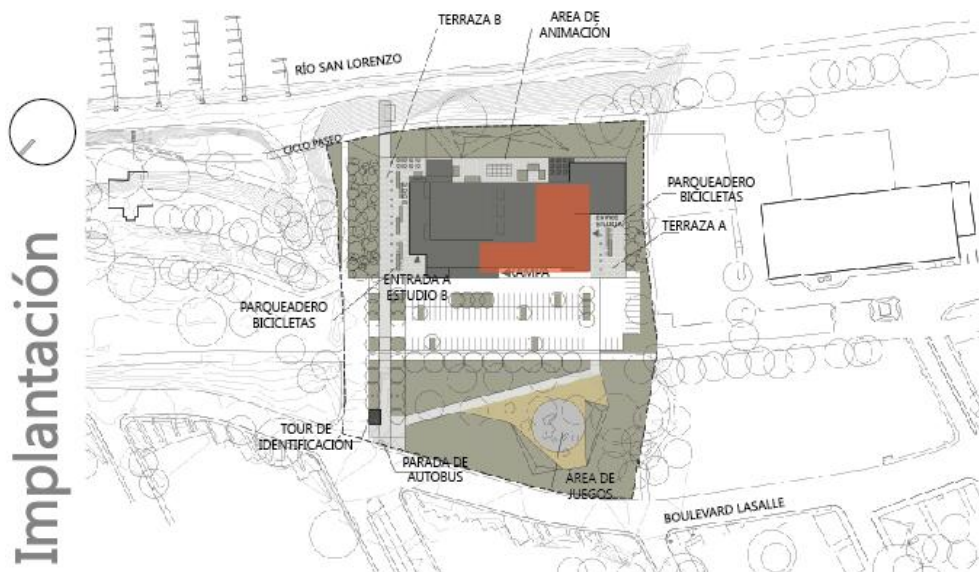 Implantación
TERRAZA B
AREA DE
ANIMACIÓN
RÍO SAN LORENZO
CICLO PASEO
PARQUEADERO
BICICLETAS
TERRAZA A
RAMPA
ENTRADA A
ESTUDIO B
PARQUEADERO
BICICLETAS
TOUR DE
IDENTIFICACIÓN
PARADA DE
AUTOBUS
ÁREA DE
JUEGOS
BOULEVARD LASALLE